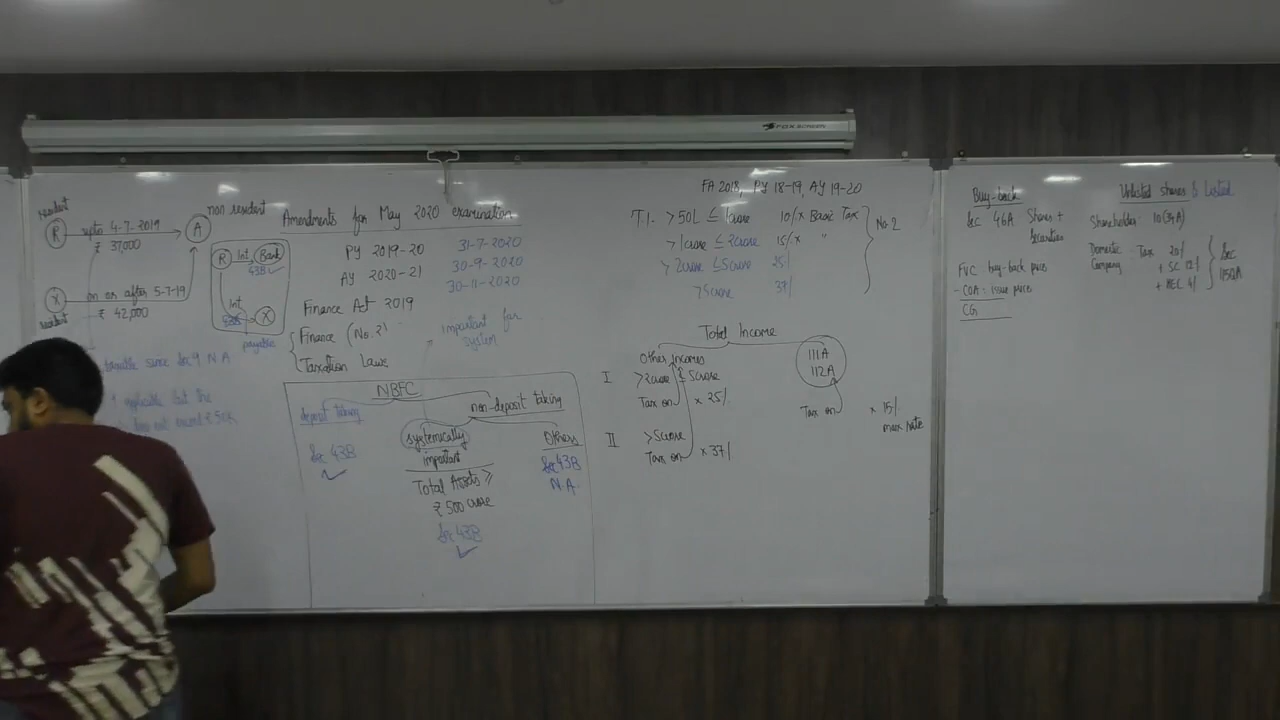 FOX SCREEN
resident
R upto 4-7-2019 A
₹ 37,000
non resident
R Int Bank
43B ✓
Int
43B X
payable
X on or after 5-7-19
resident ₹ 42,000
taxable since Sec 9 N.A
applicable but the
does not exceed ₹ 50K
Amendments for May 2020 examination
PY 2019-20 31-7-2020
AY 2020-21 30-9-2020
30-11-2020
Finance Act 2019
Finance (No.2)
Taxation Laws
important for
system
NBFC
deposit taking
Sec 43B
✓
non-deposit taking
systemically
important
Total Assets ≥
₹ 500 crore
Sec 43B
✓
Others
Sec 43B
N.A.
FA 2018, PY 18-19, AY 19-20
T.I. > 50L ≤ 1crore 10% x Basic Tax
> 1crore ≤ 2crore 15% x "
> 2crore ≤ 5crore 25%
> 5crore 37%
No.2
Total Income
Other incomes
I > 2crore ≤ 5crore
Tax on x 25%
II > 5crore
Tax on x 37%
111A
112A
Tax on x 15%
max rate
Buy-back
Sec 46A Shares +
Securities
FVC buy-back price
- COA: issue price
CG
Unlisted shares & Listed
Shareholder: 10(34A)
Domestic Tax 20%
Company + SC 12%
+ HEC 4%
Sec
115QA